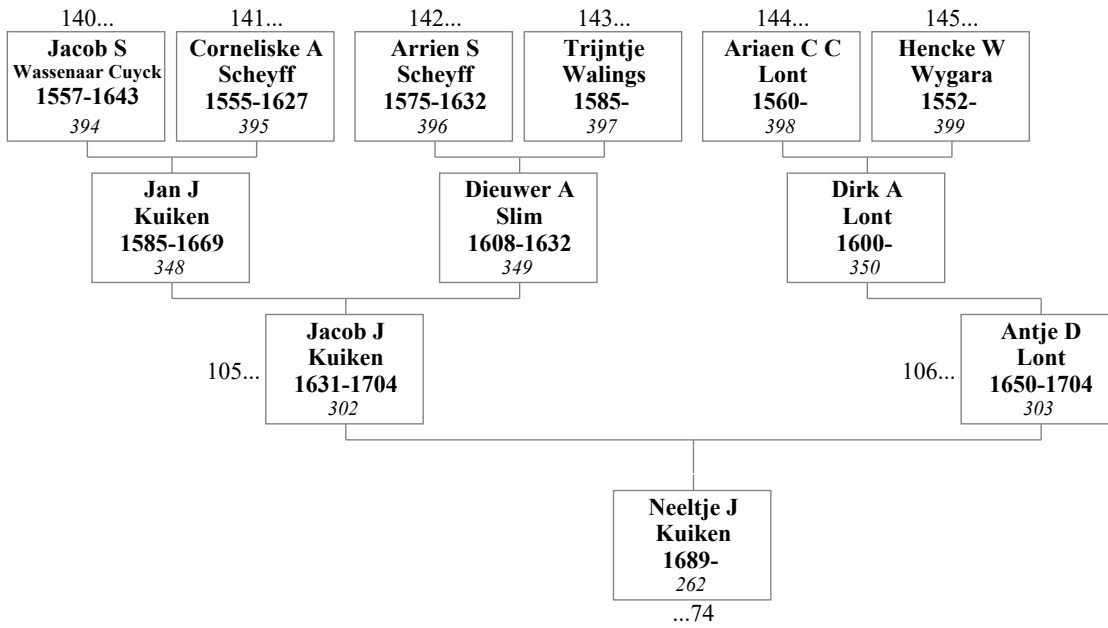 140... 141... 142... 143... 144... 145...
Jacob S
Wassenaar Cuyck
1557-1643
394
Corneliske A
Scheyff
1555-1627
395
Arrien S
Scheyff
1575-1632
396
Trijntje
Walings
1585-
397
Ariaen C C
Lont
1560-
398
Hencke W
Wygara
1552-
399
Jan J
Kuiken
1585-1669
348
Dieuwer A
Slim
1608-1632
349
Dirk A
Lont
1600-
350
105...
Jacob J
Kuiken
1631-1704
302
106...
Antje D
Lont
1650-1704
303
Neeltje J
Kuiken
1689-
262
...74